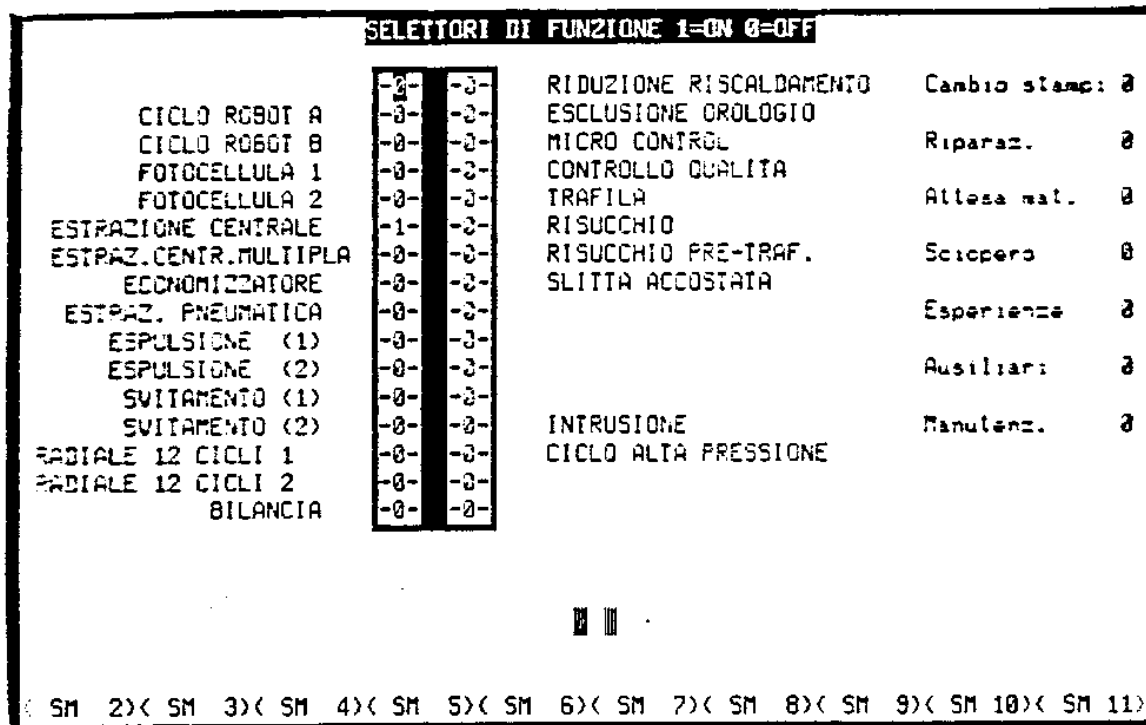 SELETTORI DI FUNZIONE 1=ON 0=OFF
-0- -0- RIDUZIONE RISCALDAMENTO Cambio stampi 0
CICLO ROBOT A -0- -0- ESCLUSIONE OROLOGIO
CICLO ROBOT B -0- -0- MICRO CONTROL Riparaz. 0
FOTOCELLULA 1 -0- -0- CONTROLLO QUALITA
FOTOCELLULA 2 -0- -0- TRAFILA Attesa mat. 0
ESTRAZIONE CENTRALE -1- -0- RISUCCHIO
ESTRAZ.CENTR.MULTIPLA -0- -0- RISUCCHIO PRE-TRAF. Sciopero 0
ECONOMIZZATORE -0- -0- SLITTA ACCOSTATA
ESTRAZ. PNEUMATICA -0- -0- Esperienze 0
ESPULSIONE (1) -0- -0-
ESPULSIONE (2) -0- -0- Ausiliari 0
SVITAMENTO (1) -0- -0-
SVITAMENTO (2) -0- -0- INTRUSIONE Manutenz. 0
RADIALE 12 CICLI 1 -0- -0- CICLO ALTA PRESSIONE
RADIALE 12 CICLI 2 -0- -0-
BILANCIA -0- -0-
( SM 2)( SM 3)( SM 4)( SM 5)( SM 6)( SM 7)( SM 8)( SM 9)( SM 10)( SM 11)